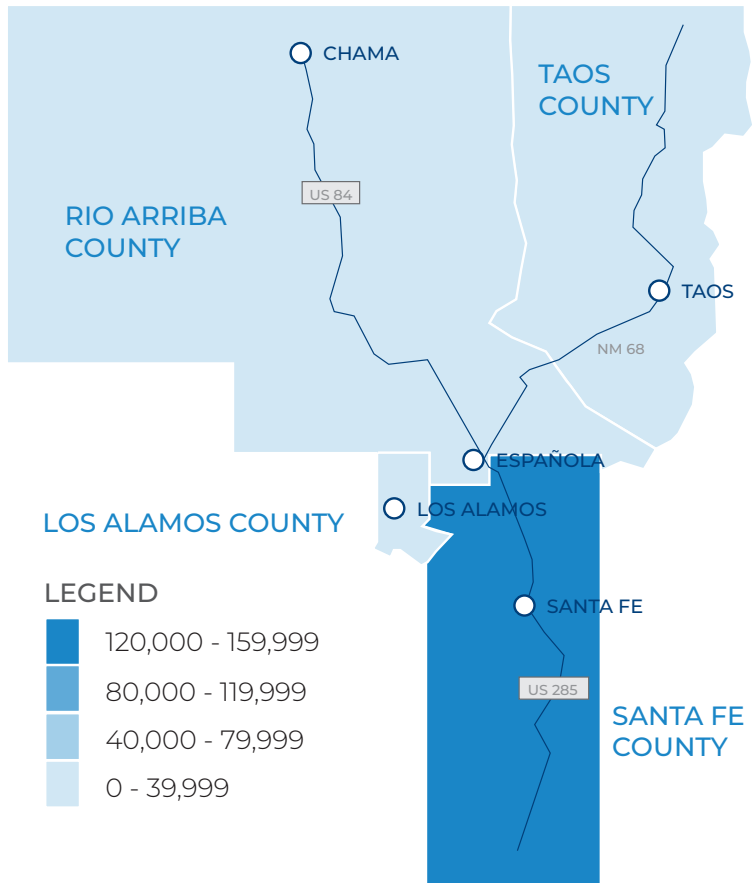 CHAMA
TAOS
COUNTY
US 84
RIO ARRIBA
COUNTY
TAOS
NM 68
ESPAÑOLA
LOS ALAMOS
LOS ALAMOS COUNTY
LEGEND
120,000 - 159,999
80,000 - 119,999
40,000 - 79,999
0 - 39,999
SANTA FE
US 285
SANTA FE
COUNTY